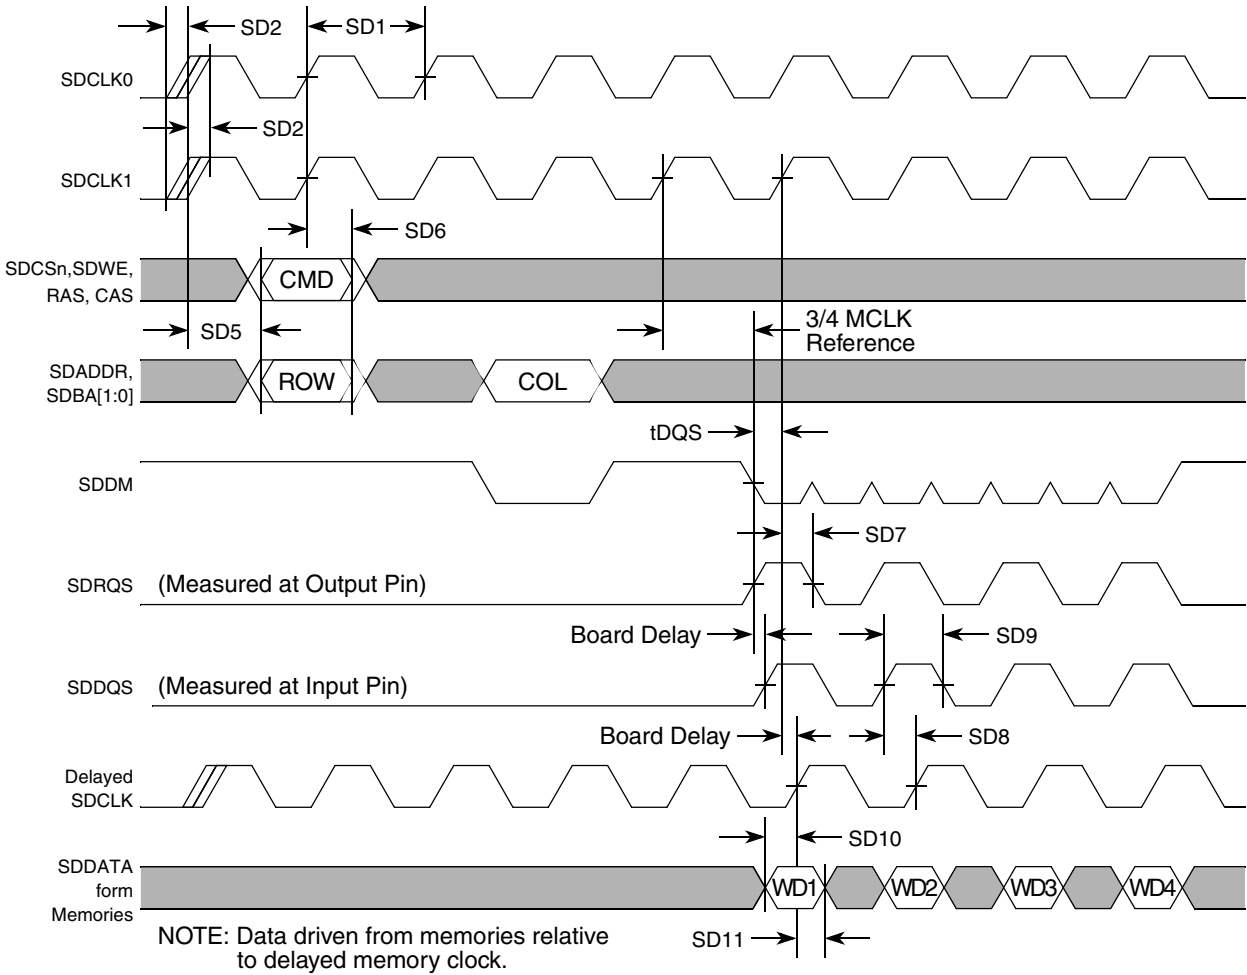 SD2
SD1
SDCLK0
SD2
SDCLK1
SD6
SDCSn,SDWE,
RAS, CAS
CMD
SD5
3/4 MCLK
Reference
SDADDR,
SDBA[1:0]
ROW
COL
tDQS
SDDM
SD7
SDRQS
(Measured at Output Pin)
Board Delay
SD9
SDDQS
(Measured at Input Pin)
Board Delay
SD8
Delayed
SDCLK
SD10
SDDATA
form
Memories
WD1
WD2
WD3
WD4
NOTE: Data driven from memories relative
to delayed memory clock.
SD11